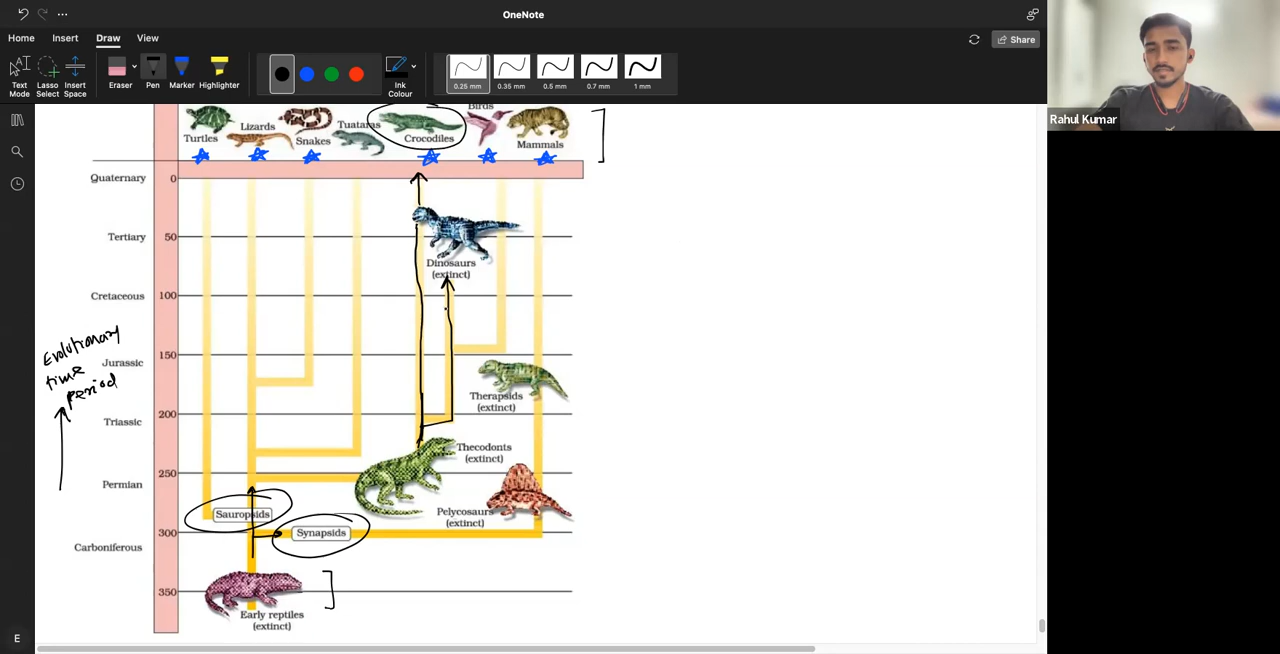 OneNote
Home Insert Draw View
Share
Text Mode
Lasso Select
Insert Space
Eraser
Pen
Marker
Highlighter
Ink Colour
0.25 mm
0.35 mm
0.5 mm
0.7 mm
1 mm
Rahul Kumar
Turtles
Lizards
Snakes
Tuataras
Crocodiles
Birds
Mammals
Quaternary 0
Tertiary 50
Dinosaurs
(extinct)
Cretaceous 100
Evolutionary
time
period
Jurassic 150
Therapsids
(extinct)
Triassic 200
Thecodonts
(extinct)
250
Permian
Sauropsids
Pelycosaurs
(extinct)
Synapsids
300
Carboniferous
350
Early reptiles
(extinct)
E